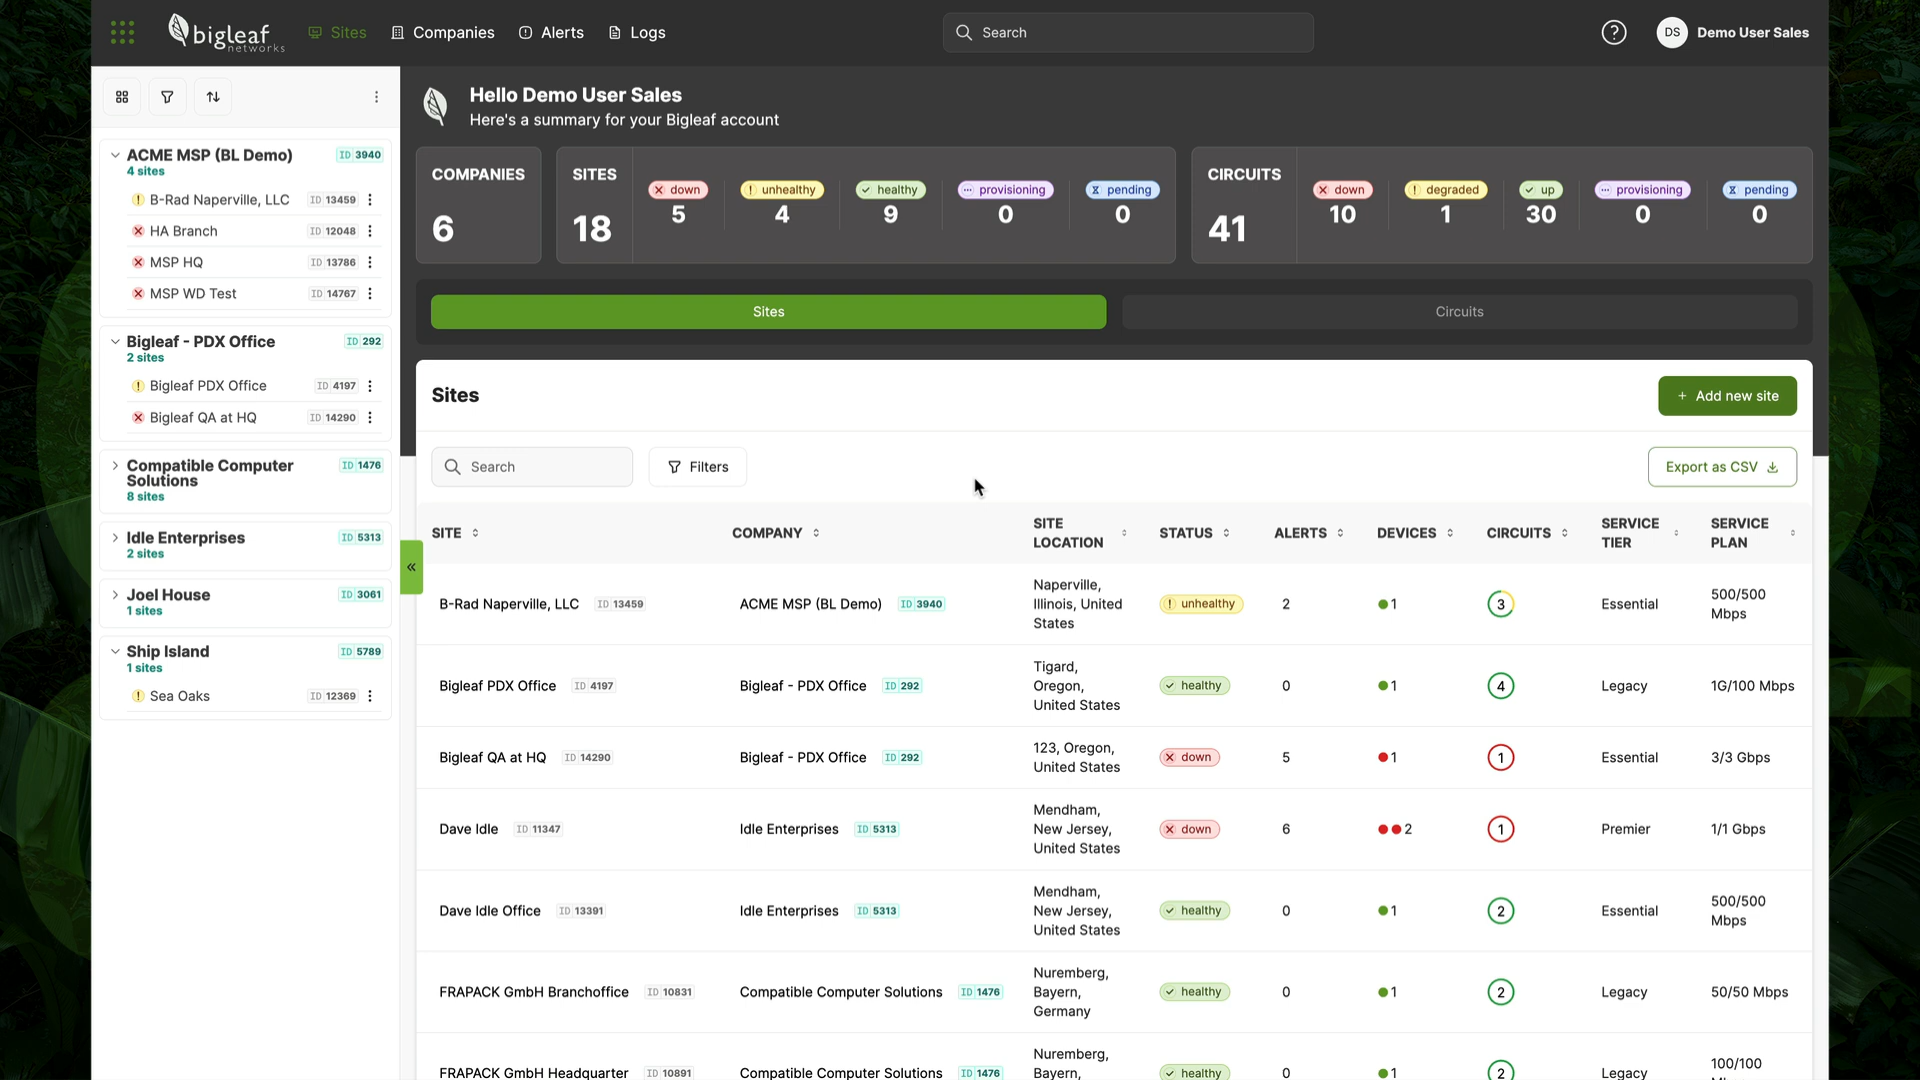 bigleaf
networks
Sites
Companies
Alerts
Logs
Search
?
DS
Demo User Sales
ACME MSP (BL Demo) ID 3940
4 sites
B-Rad Naperville, LLC ID 13459
HA Branch ID 12048
MSP HQ ID 13786
MSP WD Test ID 14767
Bigleaf - PDX Office ID 292
2 sites
Bigleaf PDX Office ID 4197
Bigleaf QA at HQ ID 14290
Compatible Computer ID 1476
Solutions
8 sites
Idle Enterprises ID 5313
2 sites
Joel House ID 3061
1 sites
Ship Island ID 5789
1 sites
Sea Oaks ID 12369
Hello Demo User Sales
Here's a summary for your Bigleaf account
COMPANIES
6
SITES
18
down
5
unhealthy
4
healthy
9
provisioning
0
pending
0
CIRCUITS
41
down
10
degraded
1
up
30
provisioning
0
pending
0
Sites
Circuits
Sites
+ Add new site
Search
Filters
Export as CSV
«
SITE COMPANY SITE LOCATION STATUS ALERTS DEVICES CIRCUITS SERVICE TIER SERVICE PLAN
B-Rad Naperville, LLC ID 13459 ACME MSP (BL Demo) ID 3940
Naperville,
Illinois, United
States
unhealthy 2 1 3 Essential
500/500
Mbps
Bigleaf PDX Office ID 4197 Bigleaf - PDX Office ID 292
Tigard,
Oregon,
United States
healthy 0 1 4 Legacy 1G/100 Mbps
Bigleaf QA at HQ ID 14290 Bigleaf - PDX Office ID 292
123, Oregon,
United States
down 5 1 1 Essential 3/3 Gbps
Dave Idle ID 11347 Idle Enterprises ID 5313
Mendham,
New Jersey,
United States
down 6 2 1 Premier 1/1 Gbps
Dave Idle Office ID 13391 Idle Enterprises ID 5313
Mendham,
New Jersey,
United States
healthy 0 1 2 Essential
500/500
Mbps
FRAPACK GmbH Branchoffice ID 10831 Compatible Computer Solutions ID 1476
Nuremberg,
Bayern,
Germany
healthy 0 1 2 Legacy 50/50 Mbps
FRAPACK GmbH Headquarter ID 10891 Compatible Computer Solutions ID 1476
Nuremberg,
Bayern,
healthy 0 1 2 Legacy
100/100